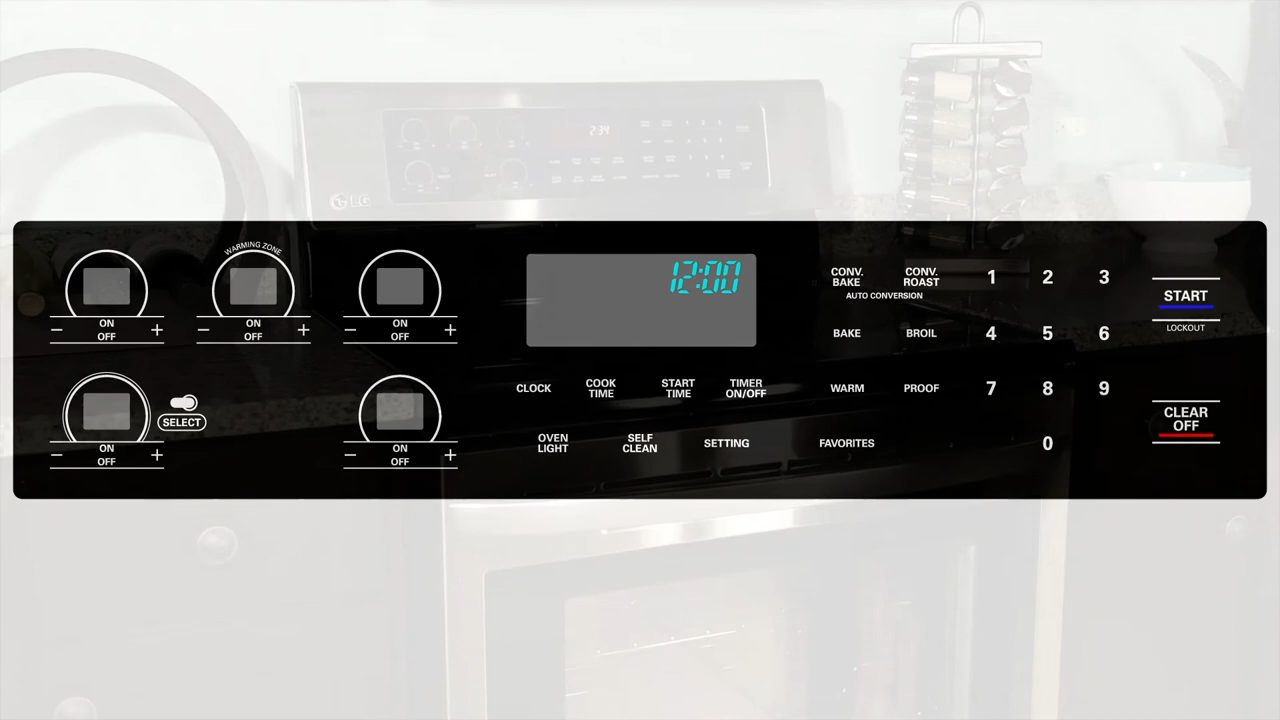 LG
2:34
WARMING ZONE
− ON +
OFF
− ON +
OFF
− ON +
OFF
− ON +
OFF
SELECT
− ON +
OFF
12:00
CLOCK
COOK
TIME
START
TIME
TIMER
ON/OFF
OVEN
LIGHT
SELF
CLEAN
SETTING
CONV.
BAKE
CONV.
ROAST
AUTO CONVERSION
BAKE
BROIL
WARM
PROOF
FAVORITES
1 2 3
4 5 6
7 8 9
0
START
LOCKOUT
CLEAR
OFF